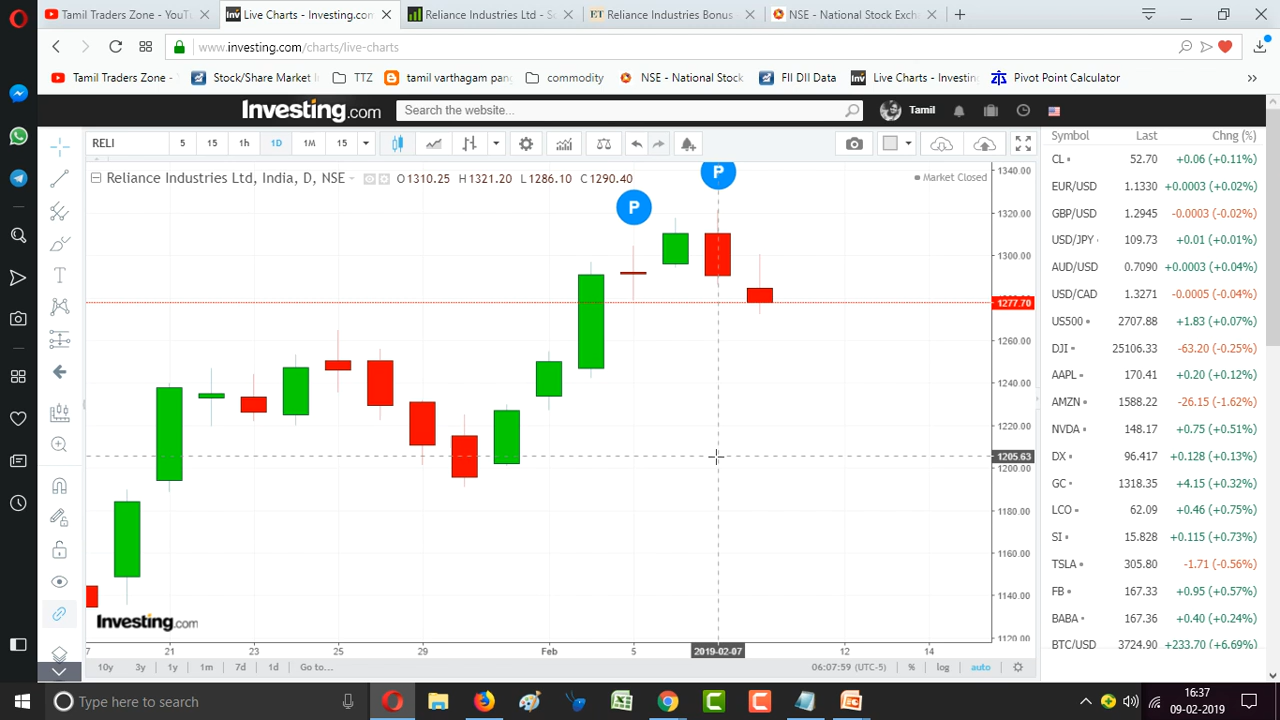 Tamil Traders Zone - YouT
Live Charts - Investing.com
Reliance Industries Ltd - S
Reliance Industries Bonus
NSE - National Stock Exch
www.investing.com/charts/live-charts
Tamil Traders Zone -
Stock/Share Market I
TTZ
tamil varthagam pan
commodity
NSE - National Stock
FII DII Data
Live Charts - Investin
Pivot Point Calculator
Investing.com
Search the website...
Tamil
RELI
5
15
1h
1D
1M
15
Symbol Last Chng (%)
Reliance Industries Ltd, India, D, NSE
O1310.25 H1321.20 L1286.10 C1290.40
Market Closed
P
P
CL 52.70 +0.06 (+0.11%)
EUR/USD 1.1330 +0.0003 (+0.02%)
GBP/USD 1.2945 -0.0003 (-0.02%)
USD/JPY 109.73 +0.01 (+0.01%)
AUD/USD 0.7090 +0.0003 (+0.04%)
USD/CAD 1.3271 -0.0005 (-0.04%)
US500 2707.88 +1.83 (+0.07%)
DJI 25106.33 -63.20 (-0.25%)
AAPL 170.41 +0.20 (+0.12%)
AMZN 1588.22 -26.15 (-1.62%)
NVDA 148.17 +0.75 (+0.51%)
DX 96.417 +0.128 (+0.13%)
GC 1318.35 +4.15 (+0.32%)
LCO 62.09 +0.46 (+0.75%)
SI 15.828 +0.115 (+0.73%)
TSLA 305.80 -1.71 (-0.56%)
FB 167.33 +0.95 (+0.57%)
BABA 167.36 +0.40 (+0.24%)
BTC/USD 3724.90 +233.70 (+6.69%)
1340.00
1320.00
1300.00
1277.70
1260.00
1240.00
1220.00
1205.63
1200.00
1180.00
1160.00
1140.00
1120.00
Investing.com
7 21 23 25 29 Feb 5 2019-02-07 12 14
10y 3y 1y 1m 7d 1d Go to...
06:07:59 (UTC-5) % log auto
Type here to search
16:37
09-02-2019